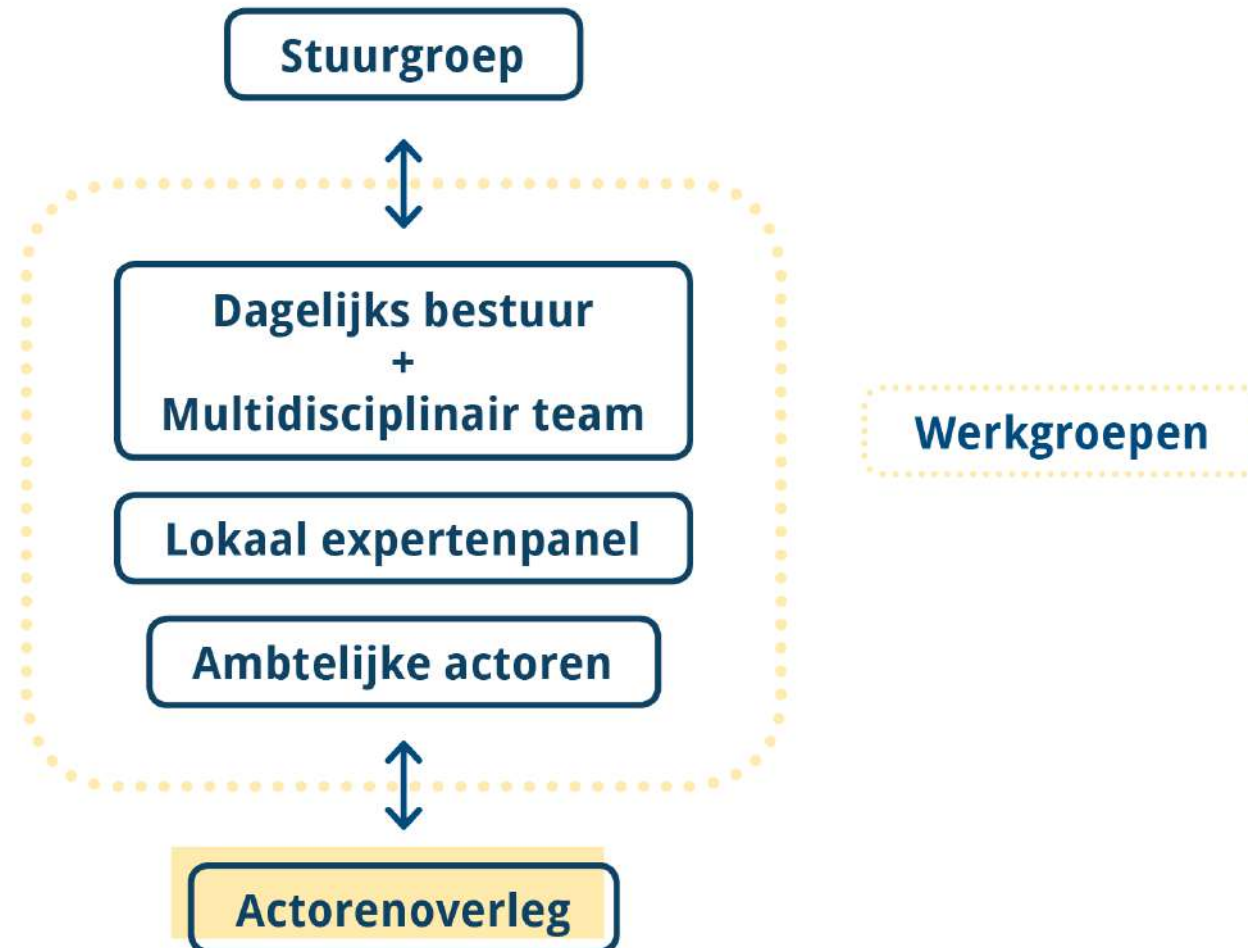 Stuurgroep
Dagelijks bestuur
+
Multidisciplinair team
Werkgroepen
Lokaal expertenpanel
Ambtelijke actoren
Actorenoverleg